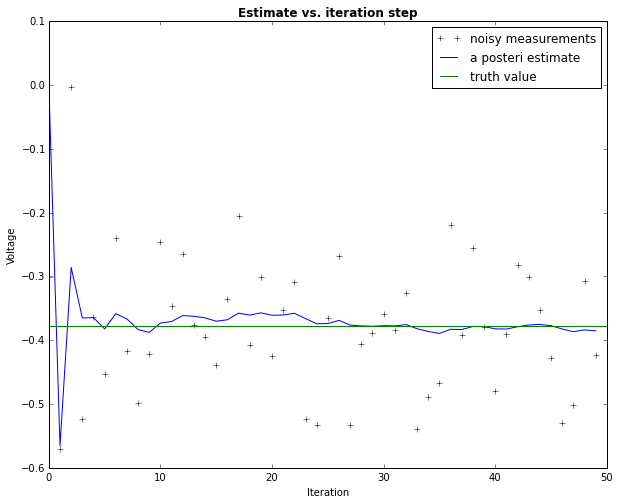 Estimate vs. iteration step
noisy measurements
a posteri estimate
truth value
0.1
0.0
−0.1
−0.2
−0.3
−0.4
−0.5
−0.6
Voltage
0 10 20 30 40 50
Iteration